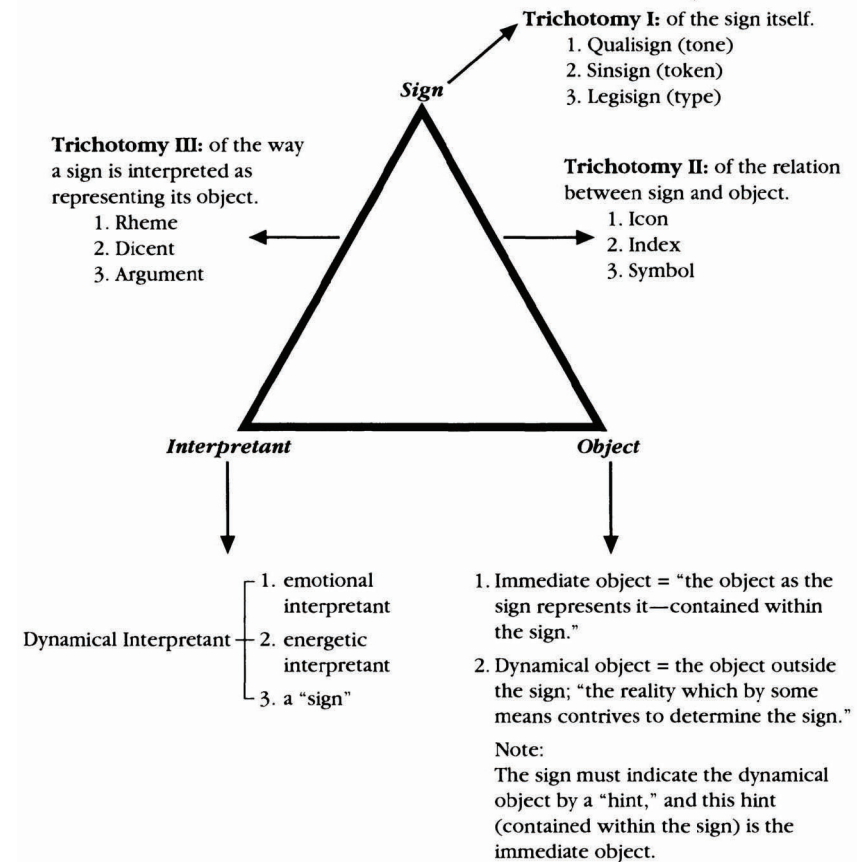 Trichotomy I: of the sign itself.
1. Qualisign (tone)
2. Sinsign (token)
3. Legisign (type)
Sign
Trichotomy III: of the way
a sign is interpreted as
representing its object.
1. Rheme
2. Dicent
3. Argument
Trichotomy II: of the relation
between sign and object.
1. Icon
2. Index
3. Symbol
Interpretant
Object
Dynamical Interpretant
1. emotional
interpretant
2. energetic
interpretant
3. a "sign"
1. Immediate object = "the object as the
sign represents it—contained within
the sign."
2. Dynamical object = the object outside
the sign; "the reality which by some
means contrives to determine the sign."
Note:
The sign must indicate the dynamical
object by a "hint," and this hint
(contained within the sign) is the
immediate object.